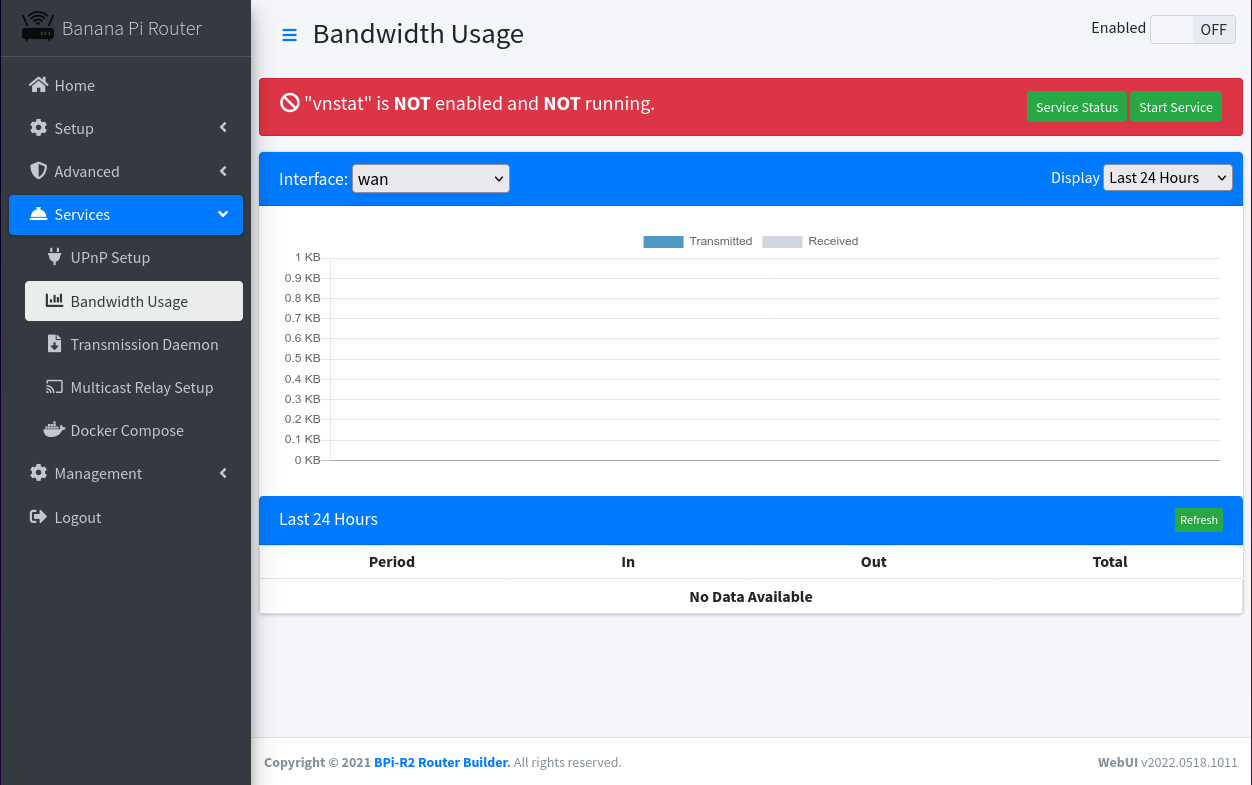 Banana Pi Router
Home
Setup
Advanced
Services
UPnP Setup
Bandwidth Usage
Transmission Daemon
Multicast Relay Setup
Docker Compose
Management
Logout
Bandwidth Usage
Enabled OFF
"vnstat" is NOT enabled and NOT running.
Service Status Start Service
Interface: wan
Display Last 24 Hours
Transmitted Received
1 KB
0.9 KB
0.8 KB
0.7 KB
0.6 KB
0.5 KB
0.4 KB
0.3 KB
0.2 KB
0.1 KB
0 KB
Last 24 Hours
Refresh
Period In Out Total
No Data Available
Copyright © 2021 BPi-R2 Router Builder. All rights reserved.
WebUI v2022.0518.1011